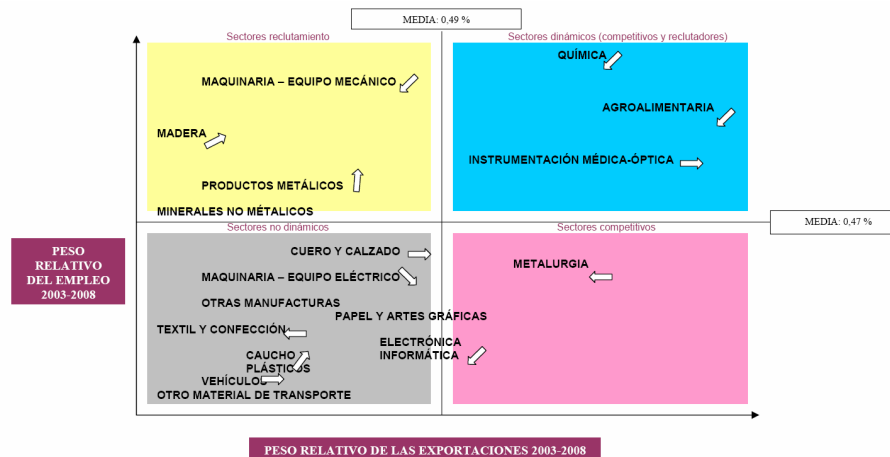 MEDIA: 0,49 %
Sectores reclutamiento
Sectores dinámicos (competitivos y reclutadores)
QUÍMICA
MAQUINARIA – EQUIPO MECÁNICO
AGROALIMENTARIA
MADERA
INSTRUMENTACIÓN MÉDICA-ÓPTICA
PRODUCTOS METÁLICOS
MINERALES NO MÉTALICOS
MEDIA: 0,47 %
Sectores no dinámicos
Sectores competitivos
PESO
RELATIVO
DEL EMPLEO
2003-2008
CUERO Y CALZADO
METALURGIA
MAQUINARIA – EQUIPO ELÉCTRICO
OTRAS MANUFACTURAS
PAPEL Y ARTES GRÁFICAS
TEXTIL Y CONFECCIÓN
ELECTRÓNICA
INFORMÁTICA
CAUCHO
PLÁSTICOS
VEHÍCULOS
OTRO MATERIAL DE TRANSPORTE
PESO RELATIVO DE LAS EXPORTACIONES 2003-2008